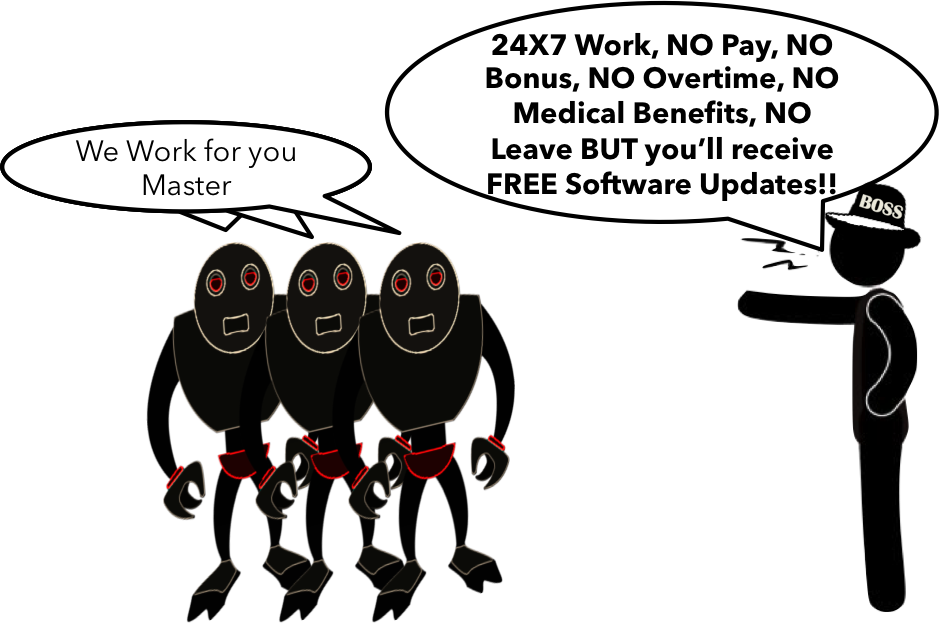 We Work for you
Master
24X7 Work, NO Pay, NO
Bonus, NO Overtime, NO
Medical Benefits, NO
Leave BUT you’ll receive
FREE Software Updates!!
BOSS